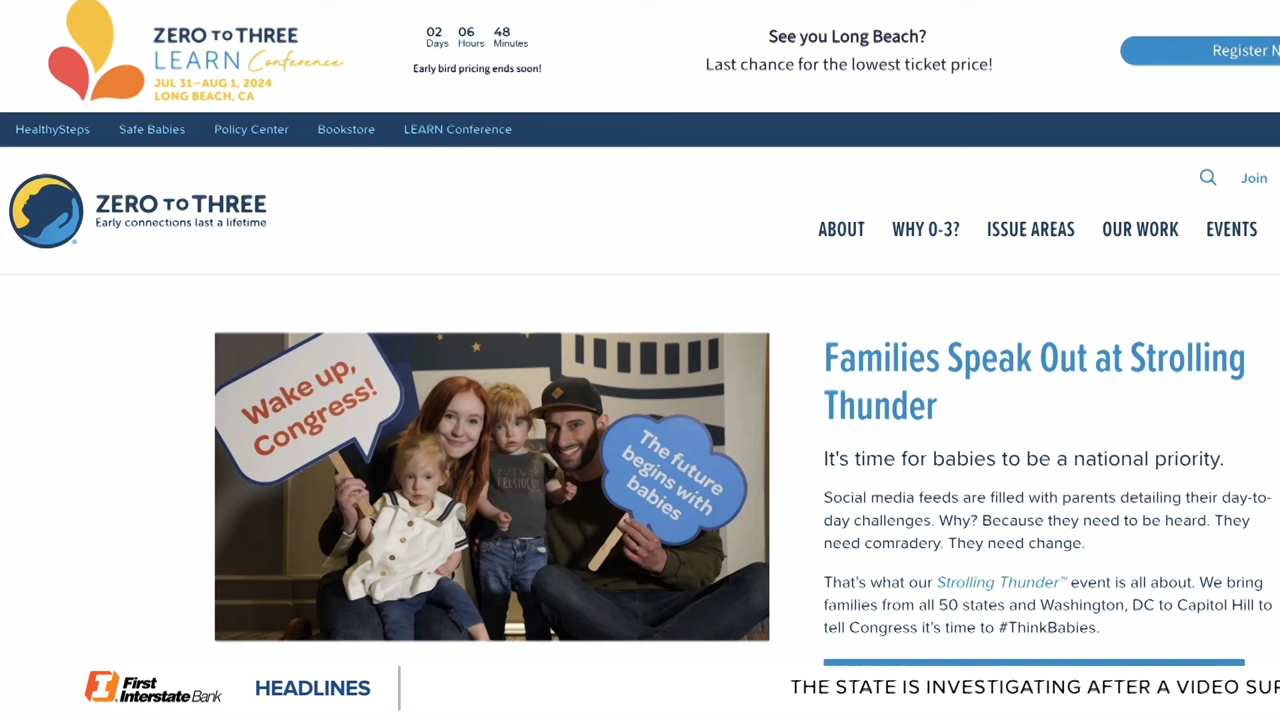 ZERO TO THREE
LEARN Conference
JUL 31–AUG 1, 2024
LONG BEACH, CA
02 06 48
Days Hours Minutes
Early bird pricing ends soon!
See you Long Beach?
Last chance for the lowest ticket price!
Register N
HealthySteps Safe Babies Policy Center Bookstore LEARN Conference
ZERO TO THREE
Early connections last a lifetime
Join
ABOUT WHY 0-3? ISSUE AREAS OUR WORK EVENTS
Wake up,
Congress!
The future
begins with
babies
Families Speak Out at Strolling
Thunder
It's time for babies to be a national priority.
Social media feeds are filled with parents detailing their day-to-
day challenges. Why? Because they need to be heard. They
need comradery. They need change.
That's what our Strolling Thunder™ event is all about. We bring
families from all 50 states and Washington, DC to Capitol Hill to
tell Congress it's time to #ThinkBabies.
First
Interstate Bank
HEADLINES
THE STATE IS INVESTIGATING AFTER A VIDEO SUR